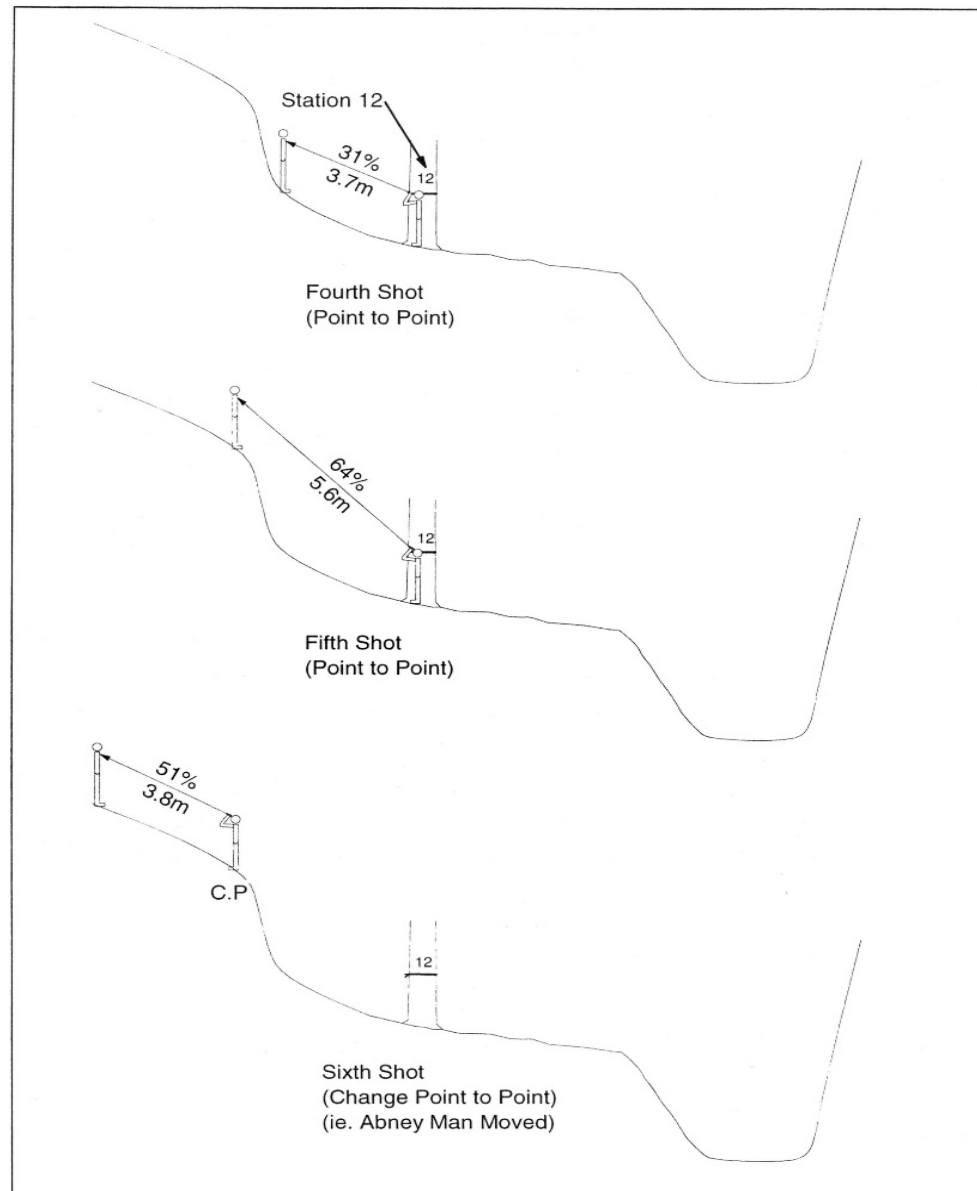 Station 12
31%
3.7m
12
Fourth Shot
(Point to Point)
64%
5.6m
12
Fifth Shot
(Point to Point)
51%
3.8m
C.P
12
Sixth Shot
(Change Point to Point)
(ie. Abney Man Moved)